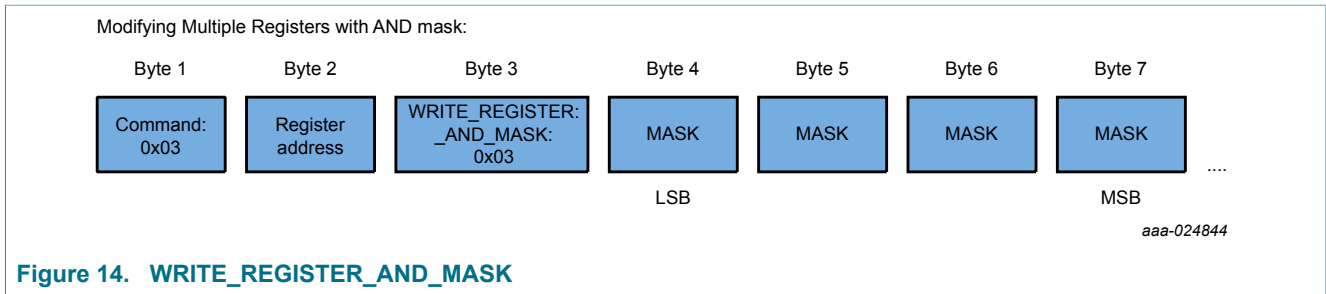 Modifying Multiple Registers with AND mask:
Byte 1 Byte 2 Byte 3 Byte 4 Byte 5 Byte 6 Byte 7
Command:
0x03
Register
address
WRITE_REGISTER:
_AND_MASK:
0x03
MASK
MASK
MASK
MASK
....
LSB
MSB
aaa-024844
Figure 14. WRITE_REGISTER_AND_MASK